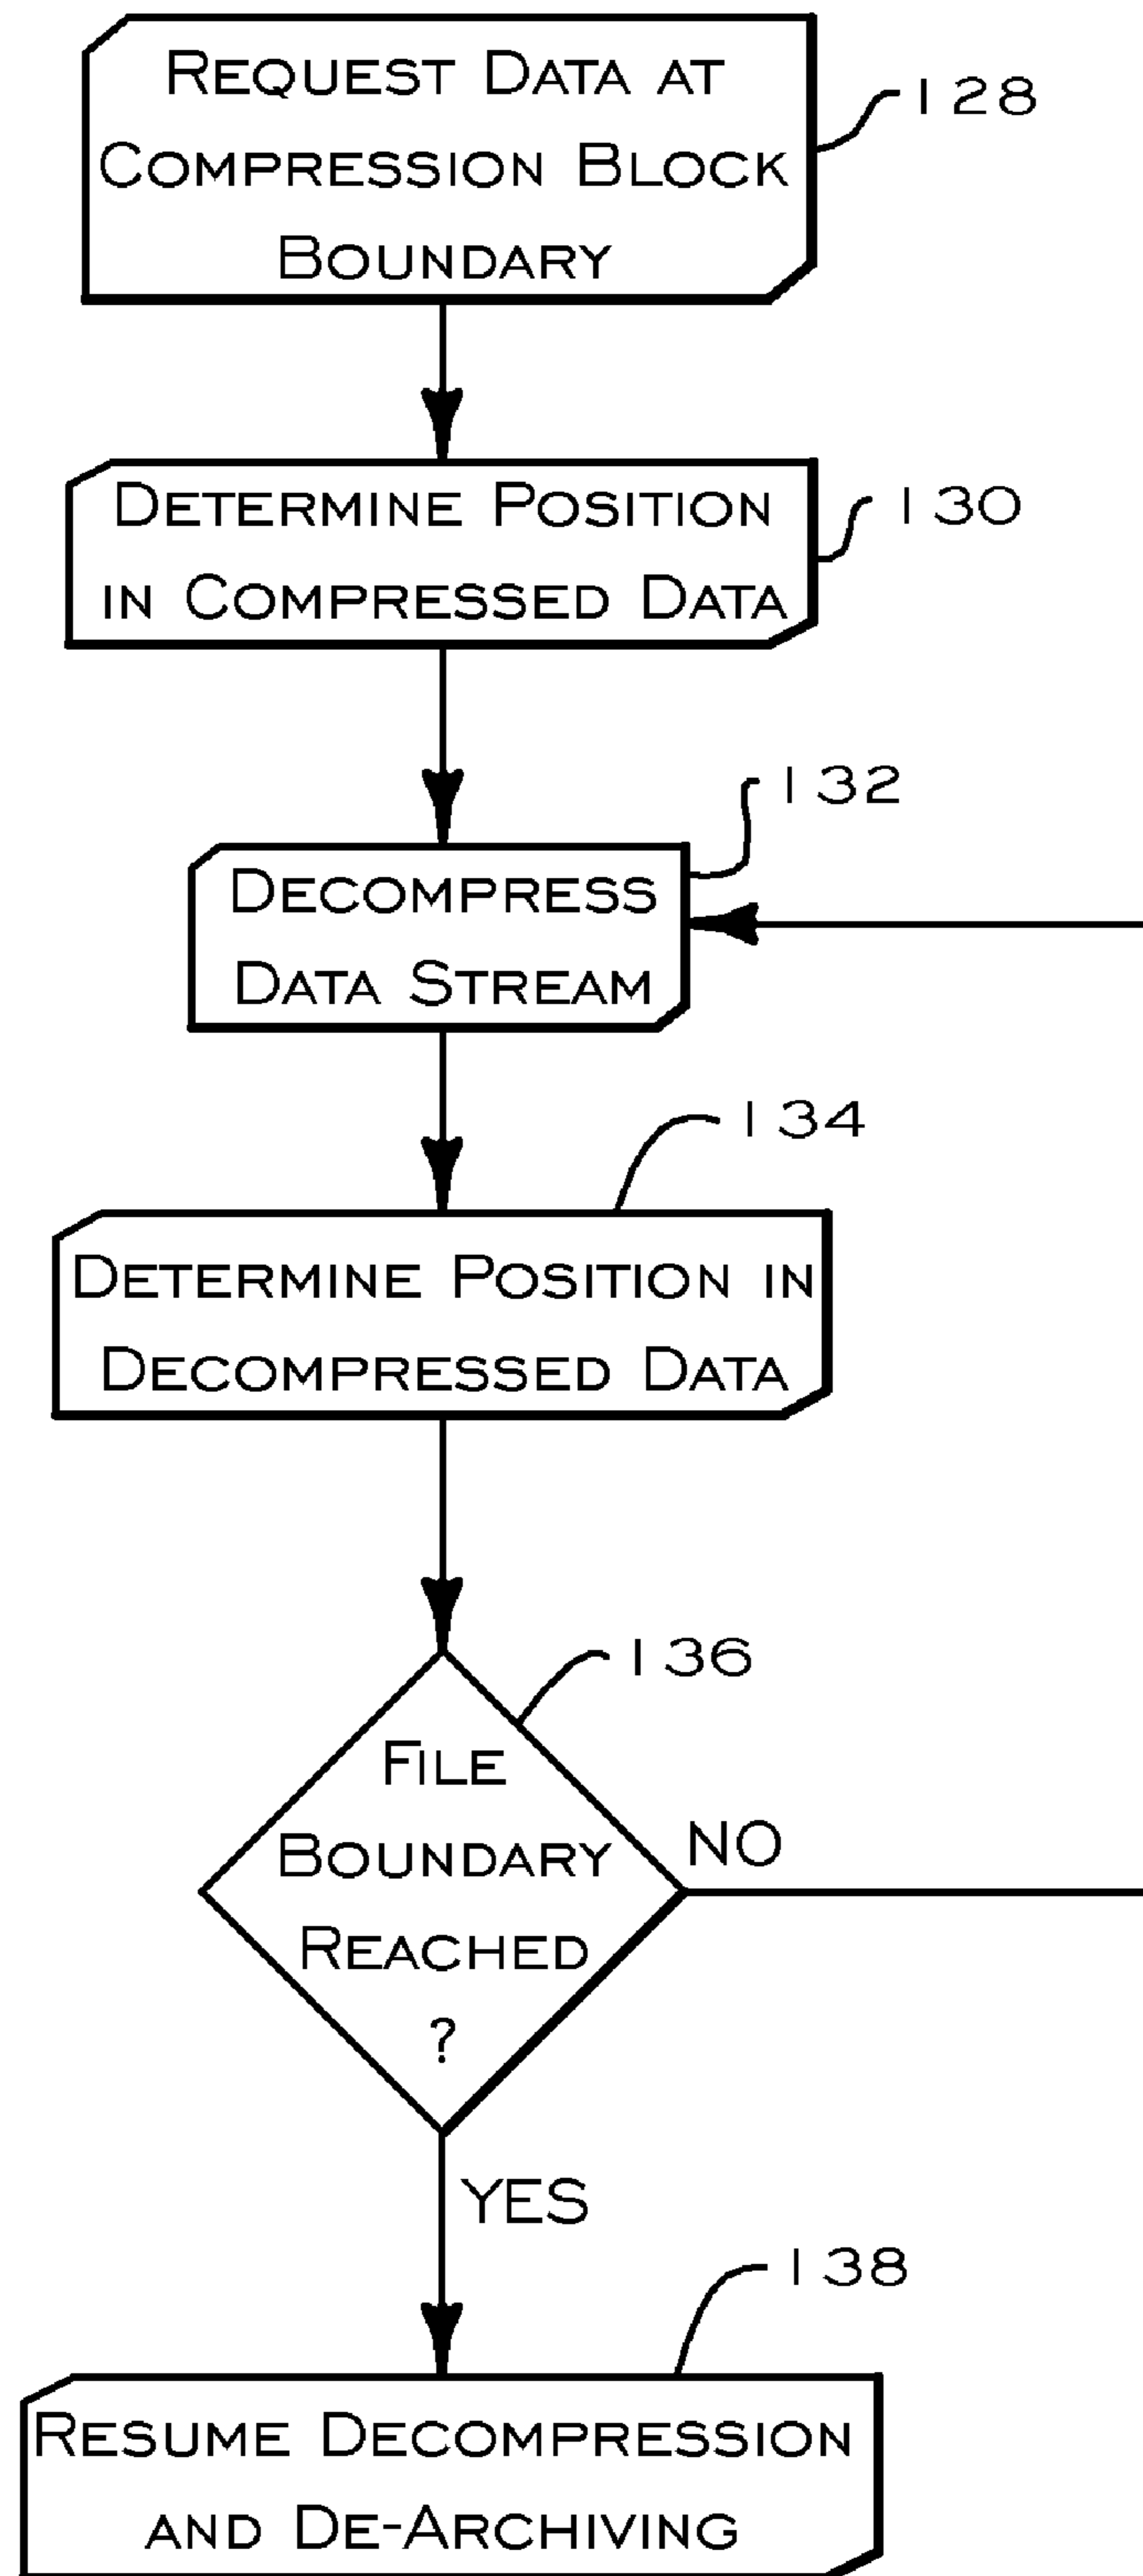 REQUEST DATA AT
COMPRESSION BLOCK
BOUNDARY
128
DETERMINE POSITION
IN COMPRESSED DATA
130
132
DECOMPRESS
DATA STREAM
134
DETERMINE POSITION IN
DECOMPRESSED DATA
136
FILE
BOUNDARY
REACHED
?
NO
YES
138
RESUME DECOMPRESSION
AND DE-ARCHIVING